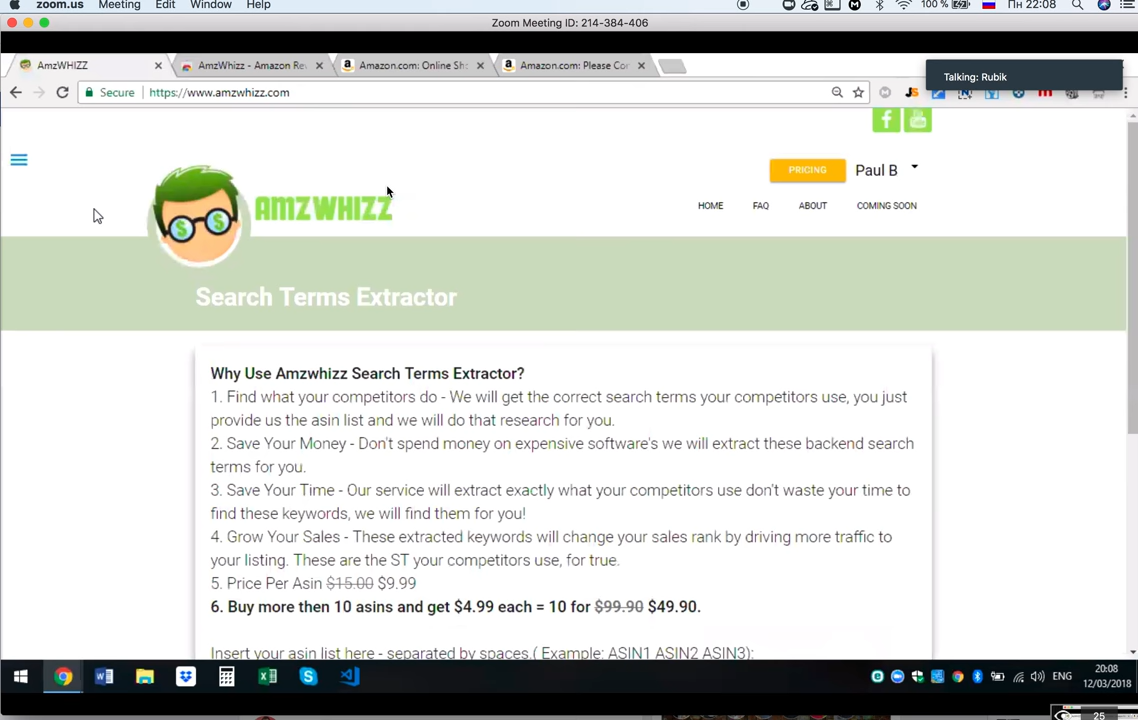 zoom.us Meeting Edit Window Help 100 % Пн 22:08
Zoom Meeting ID: 214-384-406
AmzWHIZZ
AmzWhizz - Amazon Re
Amazon.com: Online Sh
Amazon.com: Please Co
Talking: Rubik
Secure https://www.amzwhizz.com
PRICING
Paul B
AMZWHIZZ
HOME FAQ ABOUT COMING SOON
Search Terms Extractor
Why Use Amzwhizz Search Terms Extractor?
1. Find what your competitors do - We will get the correct search terms your competitors use, you just
provide us the asin list and we will do that research for you.
2. Save Your Money - Don't spend money on expensive software's we will extract these backend search
terms for you.
3. Save Your Time - Our service will extract exactly what your competitors use don't waste your time to
find these keywords, we will find them for you!
4. Grow Your Sales - These extracted keywords will change your sales rank by driving more traffic to
your listing. These are the ST your competitors use, for true.
5. Price Per Asin $15.00 $9.99
6. Buy more then 10 asins and get $4.99 each = 10 for $99.90 $49.90.
Insert your asin list here - separated by spaces.( Example: ASIN1 ASIN2 ASIN3):
ENG
20:08
12/03/2018
25